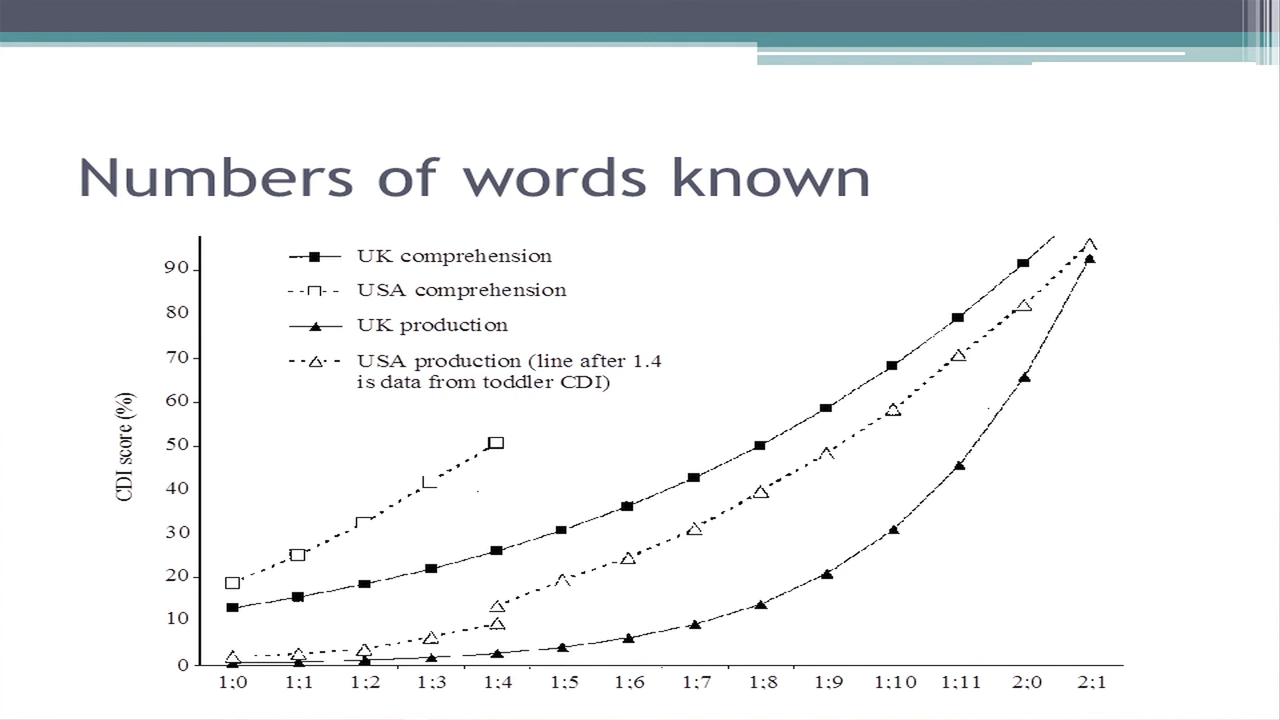 Numbers of words known
UK comprehension
USA comprehension
UK production
USA production (line after 1.4
is data from toddler CDI)
CDI score (%)
90
80
70
60
50
40
30
20
10
0
1;0 1;1 1;2 1;3 1;4 1;5 1;6 1;7 1;8 1;9 1;10 1;11 2;0 2;1